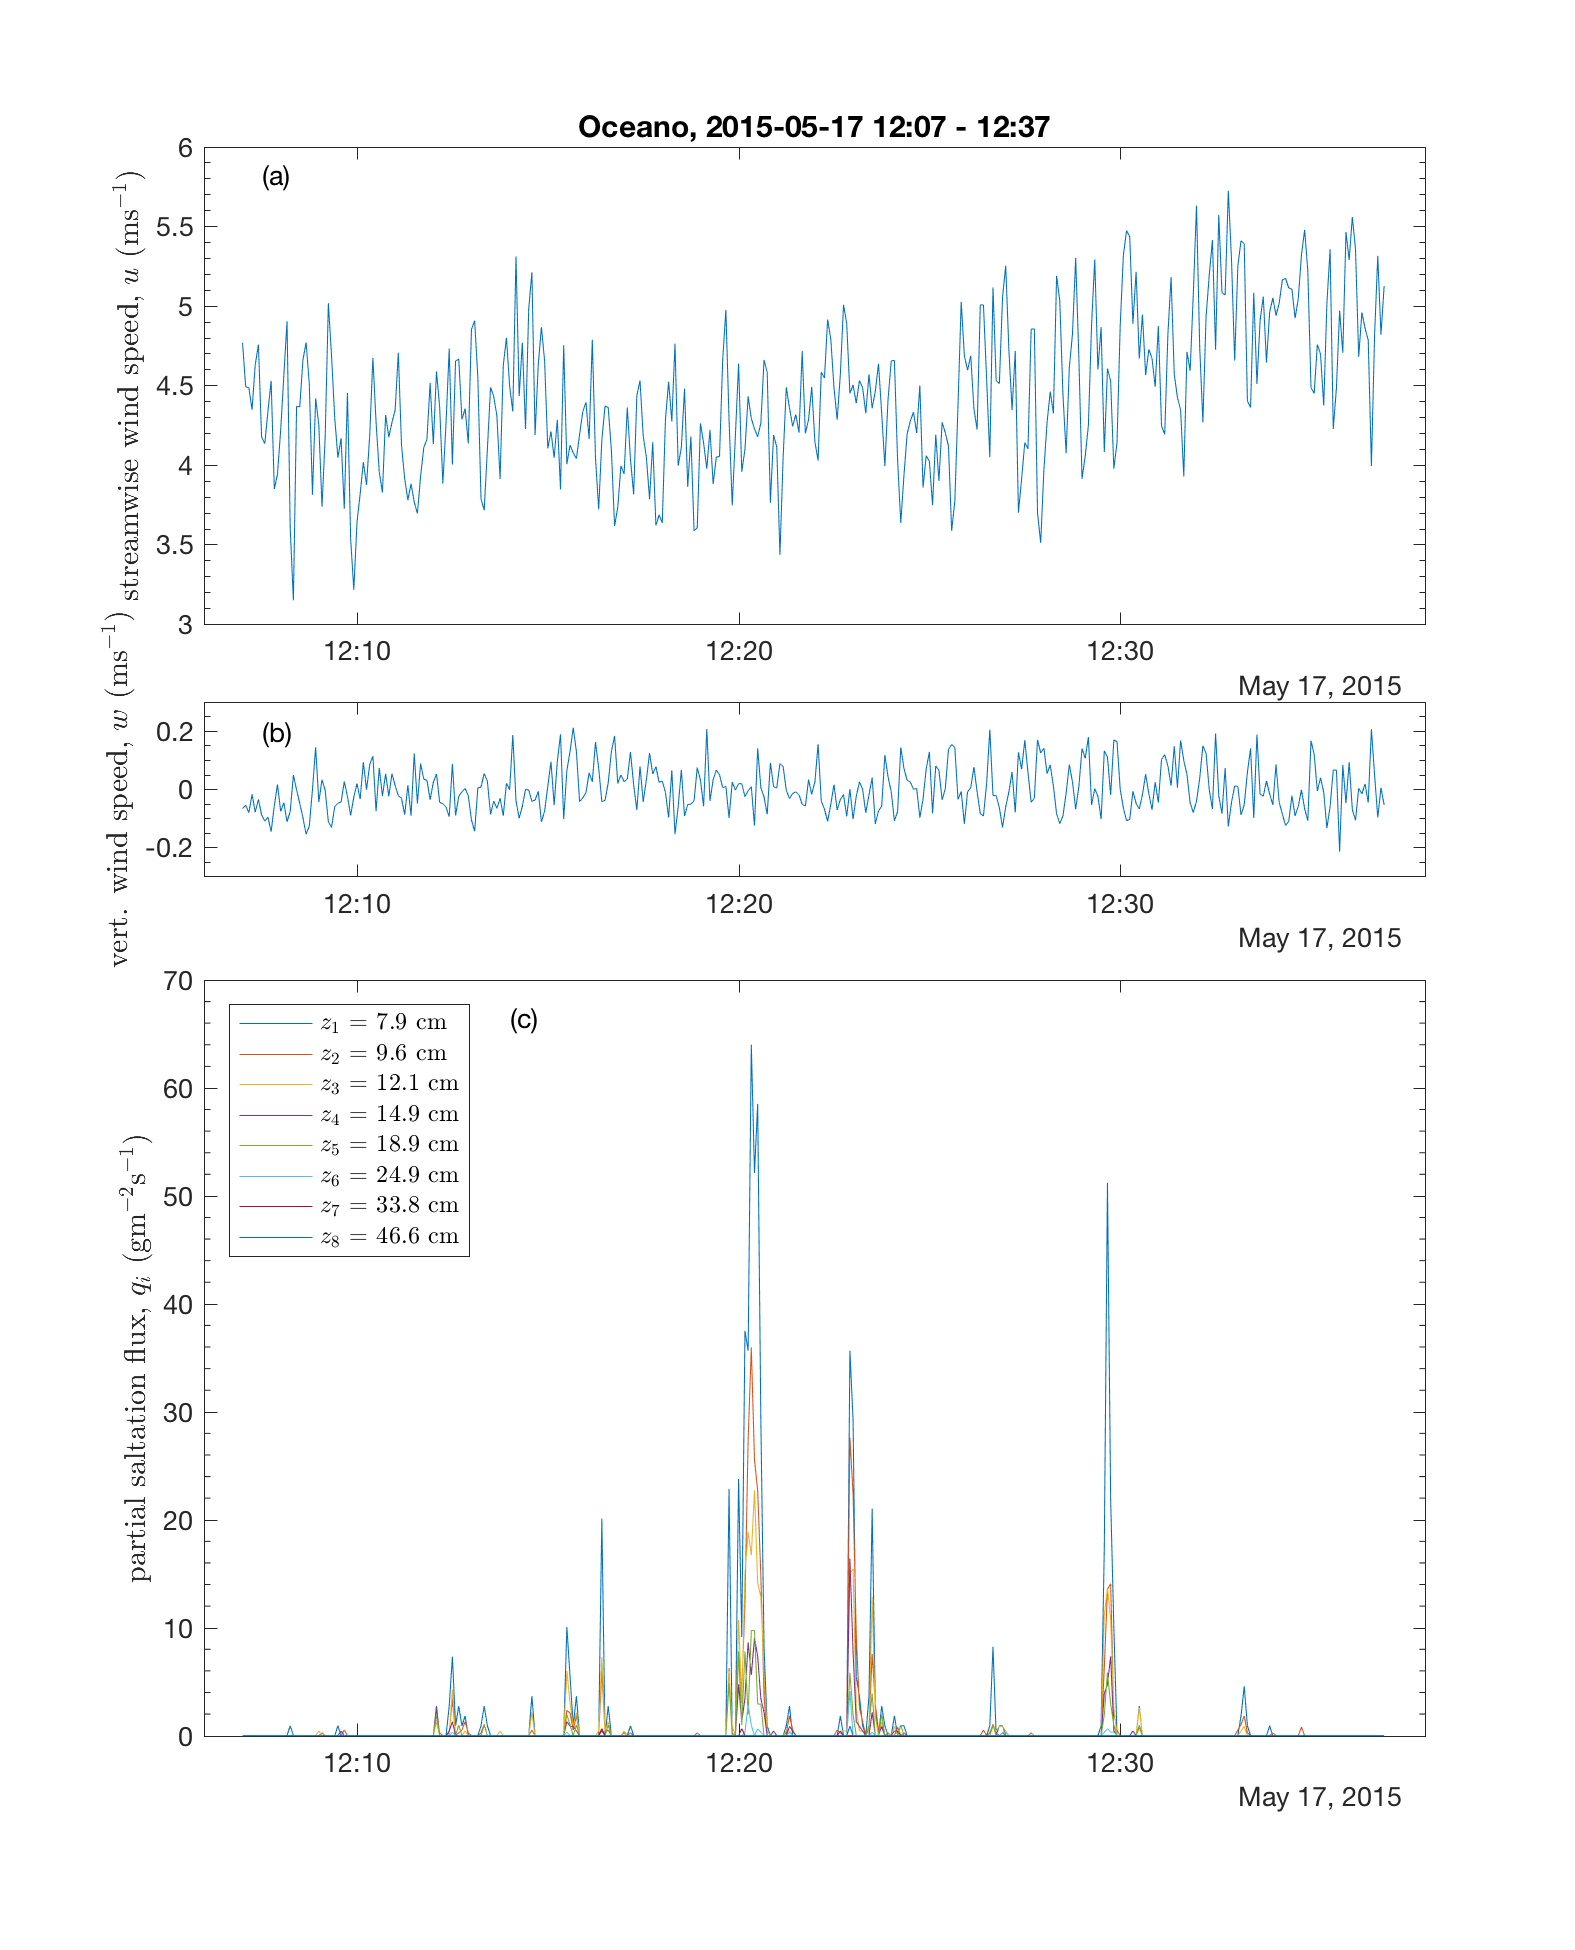 Oceano, 2015-05-17 12:07 - 12:37
(a)
streamwise wind speed, u (ms⁻¹)
6
5.5
5
4.5
4
3.5
3
12:10 12:20 12:30
May 17, 2015
(b)
vert. wind speed, w (ms⁻¹)
0.2
0
-0.2
12:10 12:20 12:30
May 17, 2015
(c)
partial saltation flux, qᵢ (gm⁻²s⁻¹)
70
60
50
40
30
20
10
0
z₁ = 7.9 cm
z₂ = 9.6 cm
z₃ = 12.1 cm
z₄ = 14.9 cm
z₅ = 18.9 cm
z₆ = 24.9 cm
z₇ = 33.8 cm
z₈ = 46.6 cm
12:10 12:20 12:30
May 17, 2015